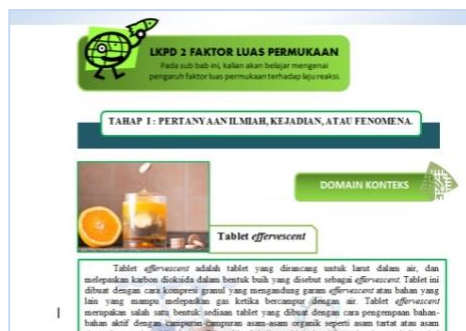 LKPD 2 FAKTOR LUAS PERMUKAAN
Pada sub bab ini, kalian akan belajar mengenai
pengaruh faktor luas permukaan terhadap laju reaksi.
TAHAP 1 : PERTANYAAN ILMIAH, KEJADIAN, ATAU FENOMENA.
DOMAIN KONTEKS
Tablet effervescent
Tablet effervescent adalah tablet yang dirancang untuk larut dalam air, dan
melepaskan karbon dioksida dalam bentuk buih yang disebut sebagai effervescent. Tablet ini
dibuat dengan cara kompresi granul yang mengandung garam effervescent atau bahan yang
lain yang mampu melepaskan gas ketika bercampur dengan air. Tablet effervescent
merupakan salah satu bentuk sediaan tablet yang dibuat dengan cara pengempaan bahan-
bahan aktif dengan campuran-campuran asam-asam organik seperti asam tartat atau asam